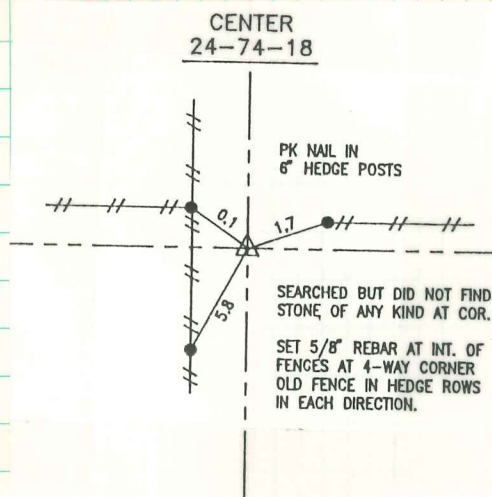 CENTER
24-74-18
PK NAIL IN
6" HEDGE POSTS
0.1
1.7
5.8
SEARCHED BUT DID NOT FIND
STONE OF ANY KIND AT COR.
SET 5/8" REBAR AT INT. OF
FENCES AT 4-WAY CORNER
OLD FENCE IN HEDGE ROWS
IN EACH DIRECTION.